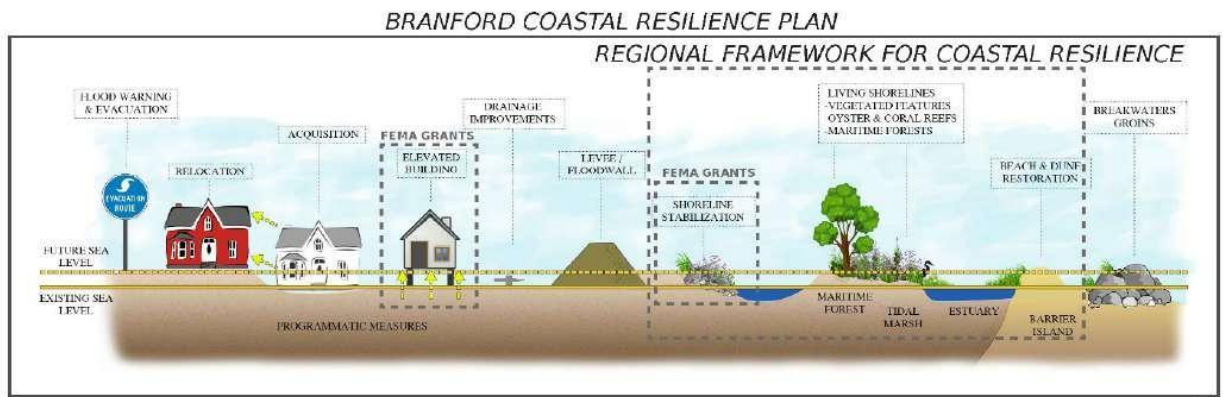 BRANFORD COASTAL RESILIENCE PLAN
REGIONAL FRAMEWORK FOR COASTAL RESILIENCE
FLOOD WARNING
& EVACUATION
ACQUISITION
RELOCATION
EVACUATION
ROUTE
FEMA GRANTS
ELEVATED
BUILDING
DRAINAGE
IMPROVEMENTS
LEVEE /
FLOODWALL
FEMA GRANTS
SHORELINE
STABILIZATION
LIVING SHORELINES
-VEGETATED FEATURES
-OYSTER & CORAL REEFS
-MARITIME FORESTS
BEACH & DUNE
RESTORATION
BREAKWATERS
GROINS
FUTURE SEA
LEVEL
EXISTING SEA
LEVEL
PROGRAMMATIC MEASURES
MARITIME
FOREST
TIDAL
MARSH
ESTUARY
BARRIER
ISLAND